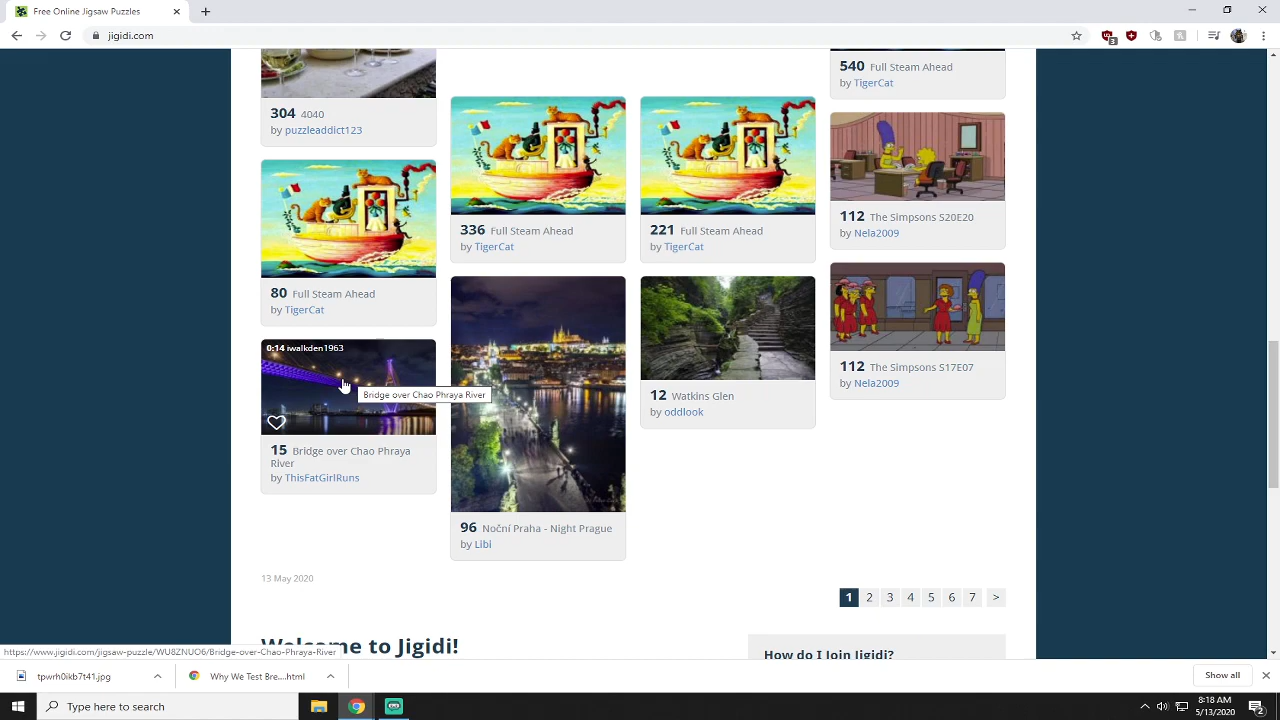 Free Online Jigsaw Puzzles
jigidi.com
3
304 4040
by puzzleaddict123
540 Full Steam Ahead
by TigerCat
336 Full Steam Ahead
by TigerCat
221 Full Steam Ahead
by TigerCat
112 The Simpsons S20E20
by Nela2009
80 Full Steam Ahead
by TigerCat
0:14 iwalkden1963
Bridge over Chao Phraya River
112 The Simpsons S17E07
by Nela2009
12 Watkins Glen
by oddlook
15 Bridge over Chao Phraya
River
by ThisFatGirlRuns
96 Noční Praha - Night Prague
by Libi
13 May 2020
1 2 3 4 5 6 7 >
Welcome to Jigidi!
How do I Join Jigidi?
https://www.jigidi.com/jigsaw-puzzle/WU8ZNUO6/Bridge-over-Chao-Phraya-River
tpwrh0ikb7t41.jpg
Why We Test Bre....html
Show all
Type here to search
8:18 AM
5/13/2020
2